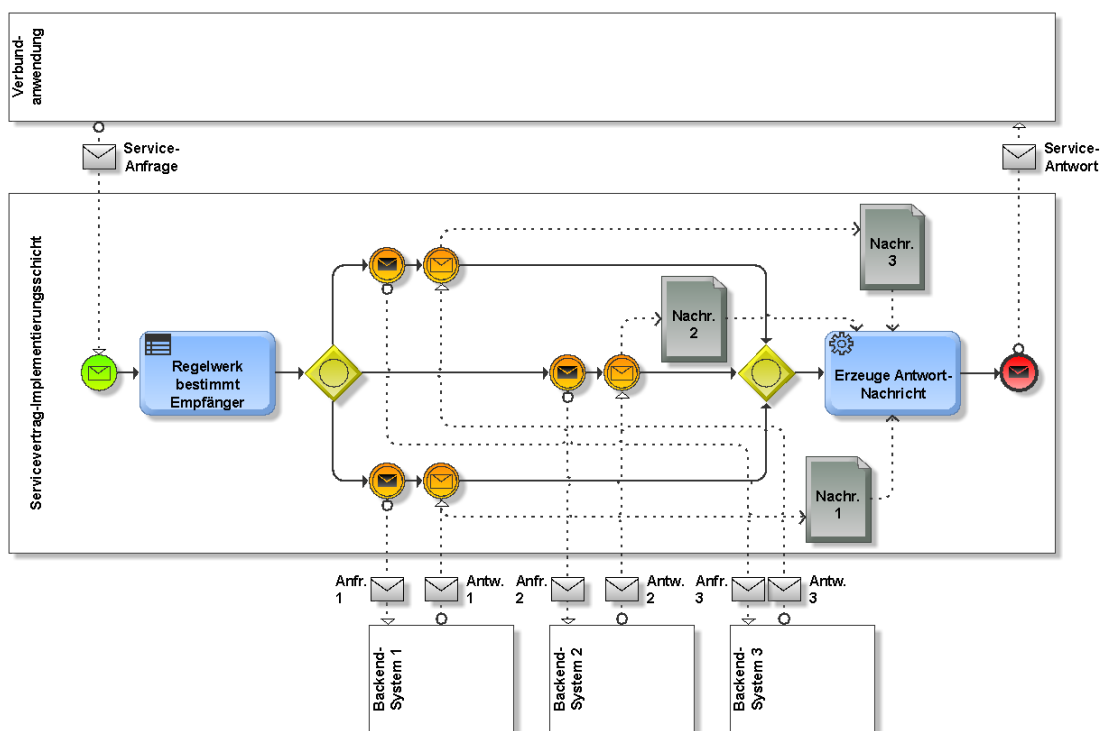 Verbund-
anwendung
Service-
Anfrage
Service-
Antwort
Servicevertrag-Implementierungsschicht
Nachr.
3
Nachr.
2
Regelwerk
bestimmt
Empfänger
Erzeuge Antwort-
Nachricht
Nachr.
1
Anfr.
1
Antw.
1
Anfr.
2
Antw.
2
Anfr.
3
Antw.
3
Backend-
System 1
Backend-
System 2
Backend-
System 3